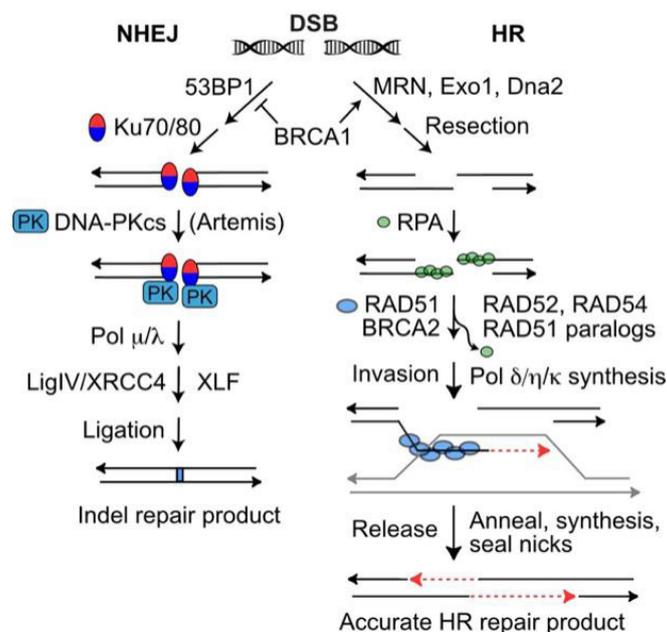 NHEJ
DSB
HR
53BP1
MRN, Exo1, Dna2
Ku70/80
BRCA1
Resection
PK DNA-PKcs (Artemis)
RPA
PK PK
RAD51
BRCA2
RAD52, RAD54
RAD51 paralogs
Pol μ/λ
Invasion
Pol δ/η/κ synthesis
LigIV/XRCC4 XLF
Ligation
Indel repair product
Release
Anneal, synthesis,
seal nicks
Accurate HR repair product